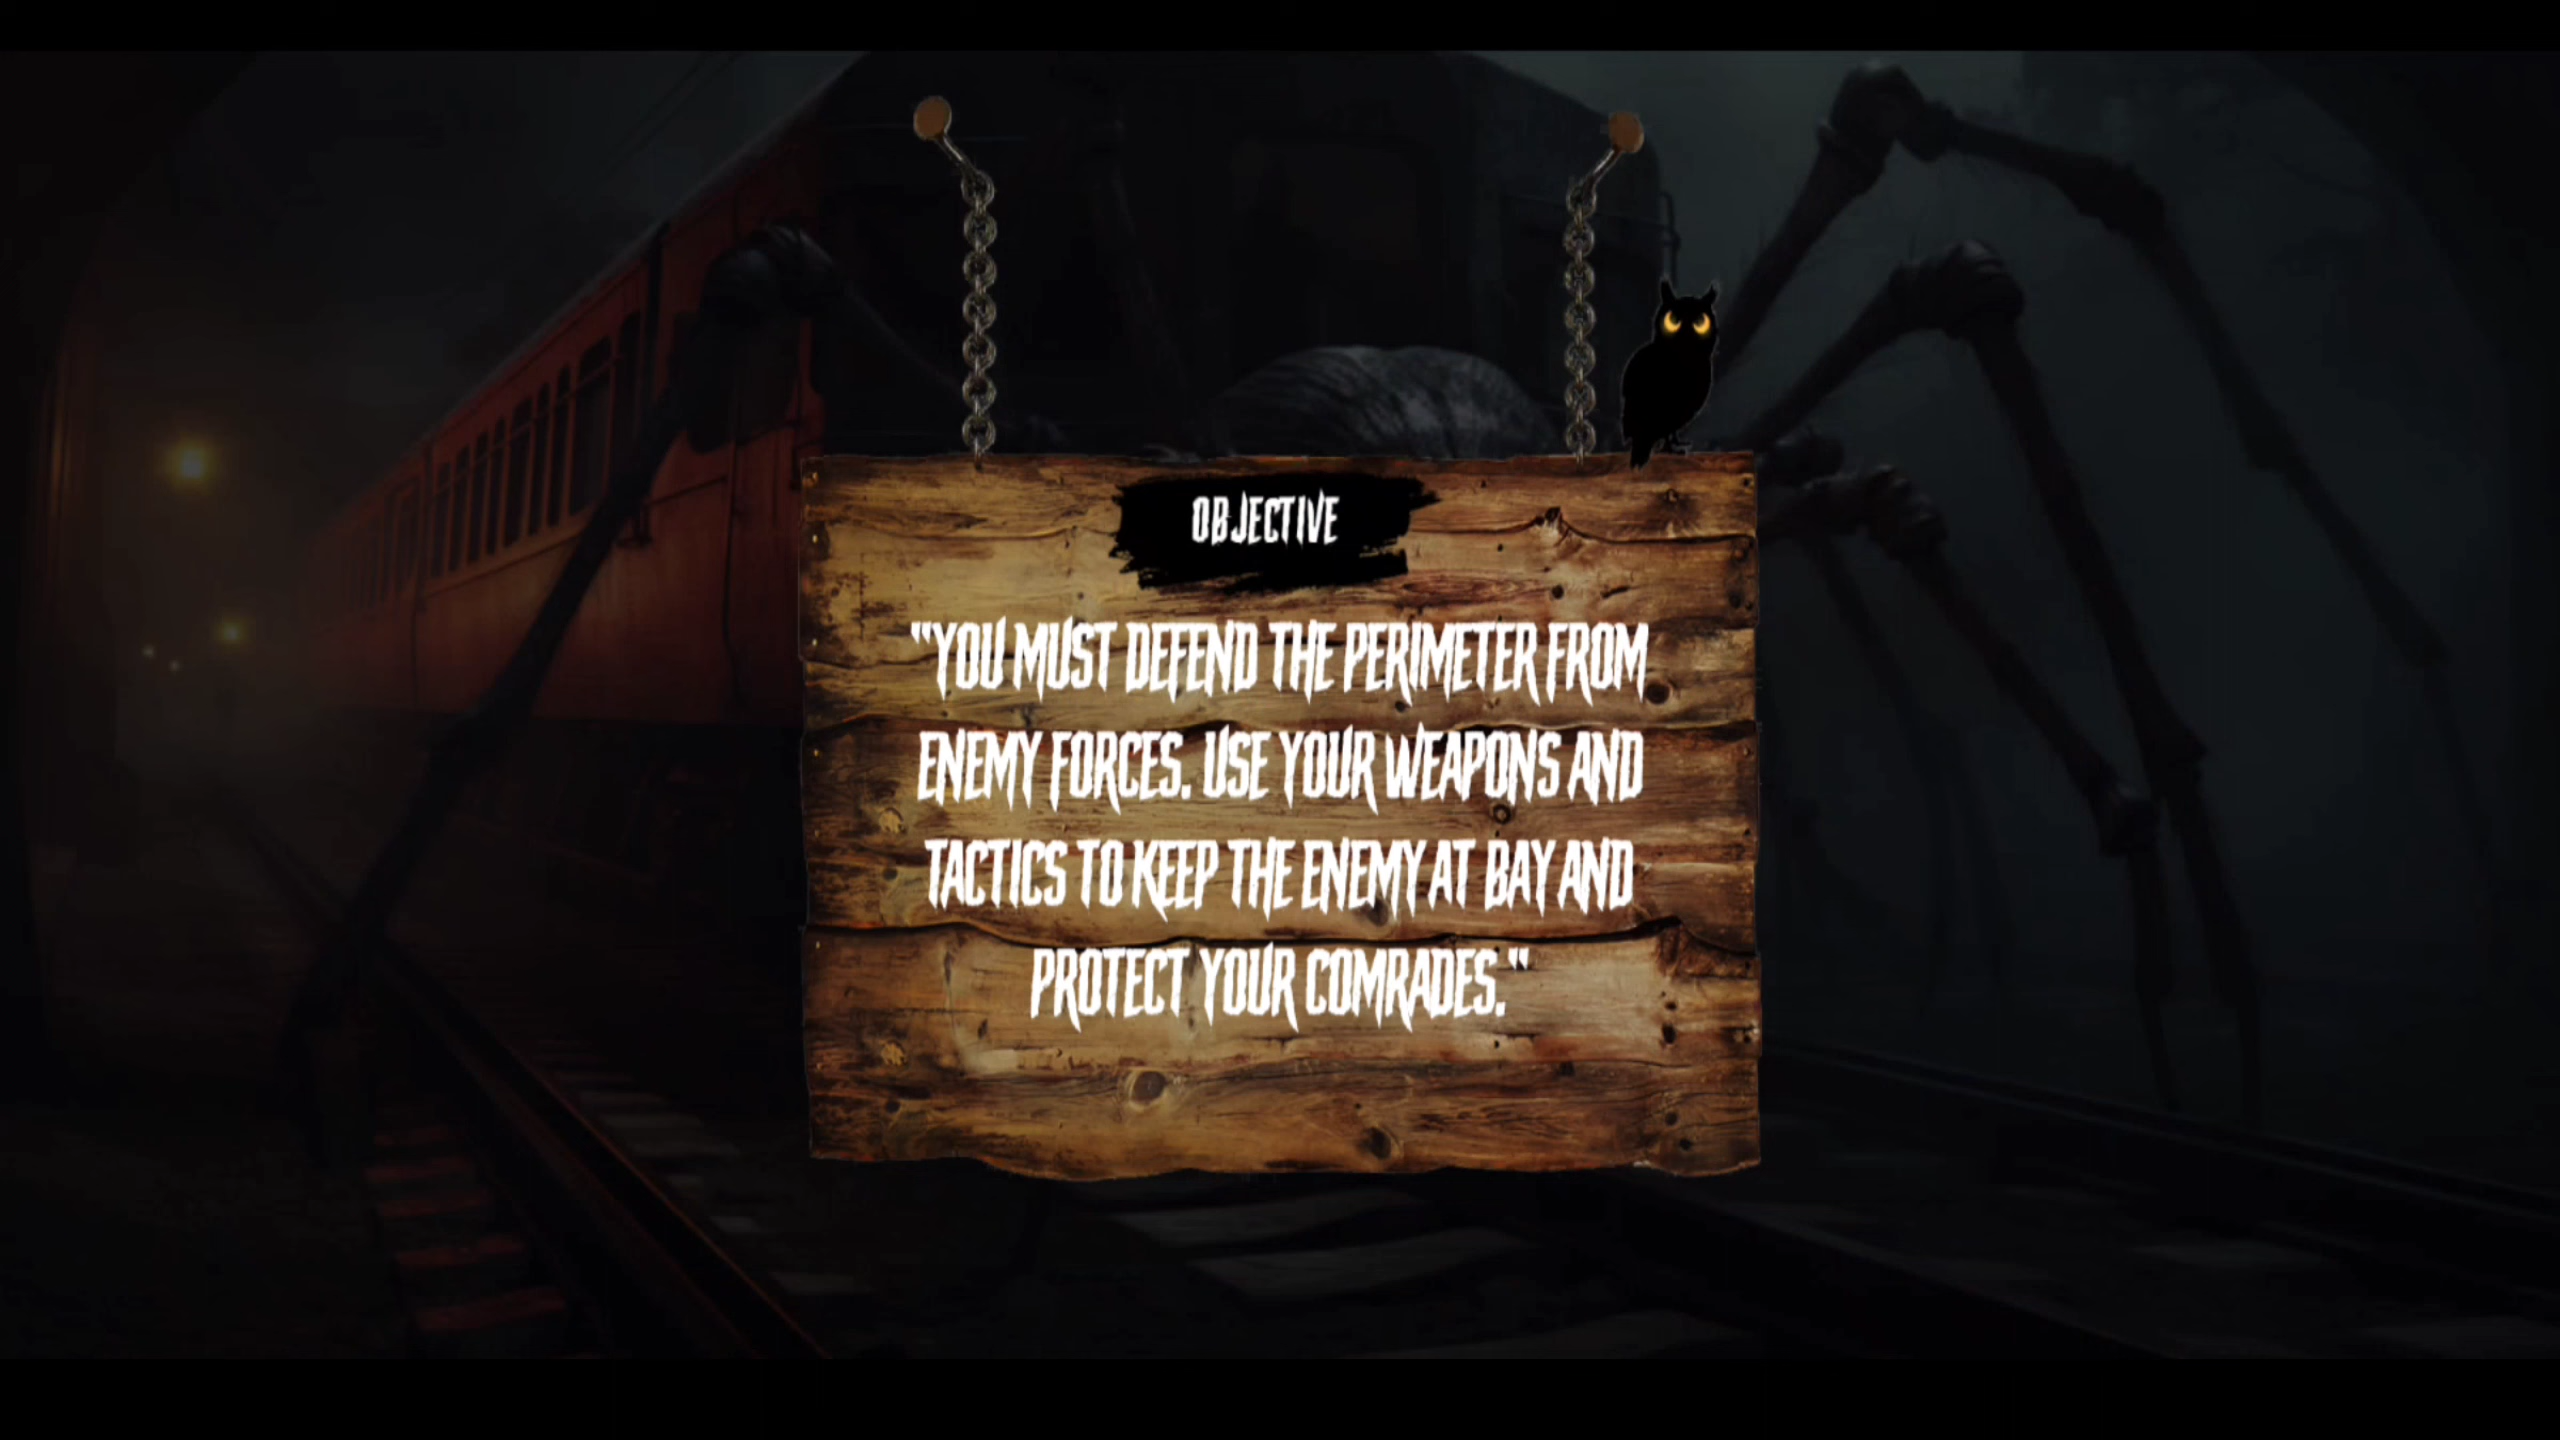 OBJECTIVE
"YOU MUST DEFEND THE PERIMETER FROM
ENEMY FORCES. USE YOUR WEAPONS AND
TACTICS TO KEEP THE ENEMY AT BAY AND
PROTECT YOUR COMRADES."